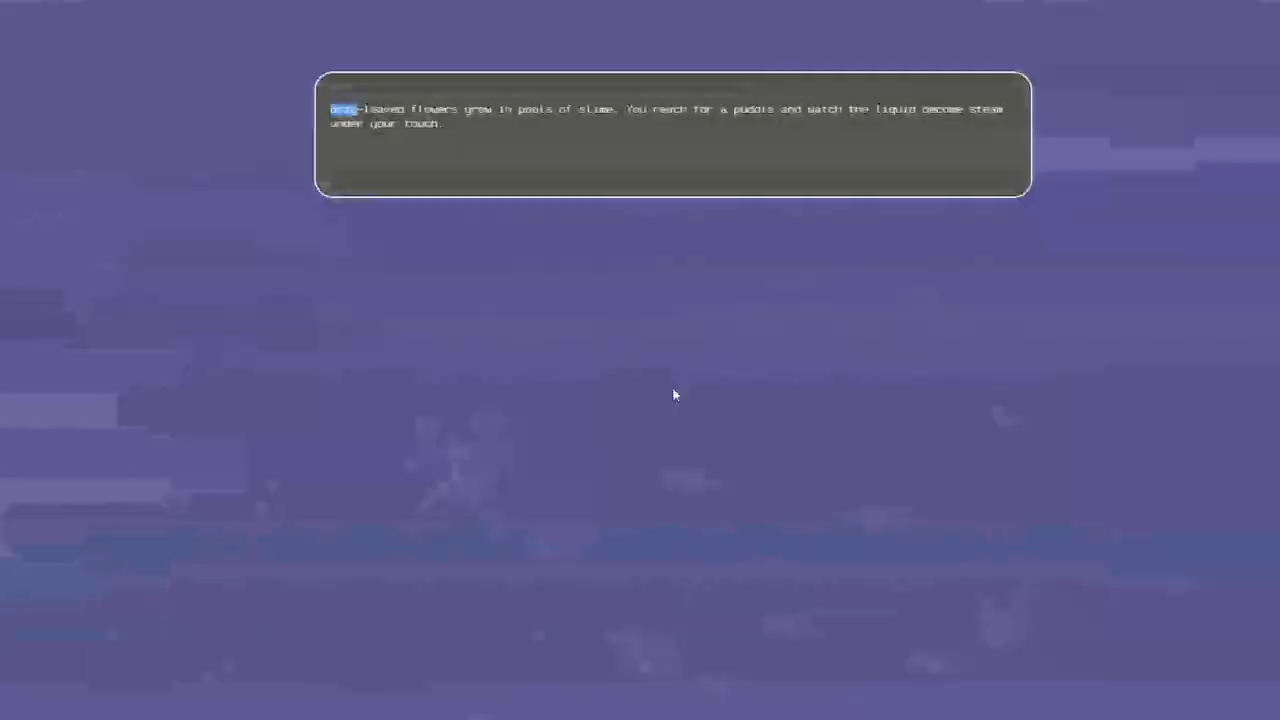 -leaved flowers grow in pools of slime. You reach for a puddle and watch the liquid become steam
under your touch.